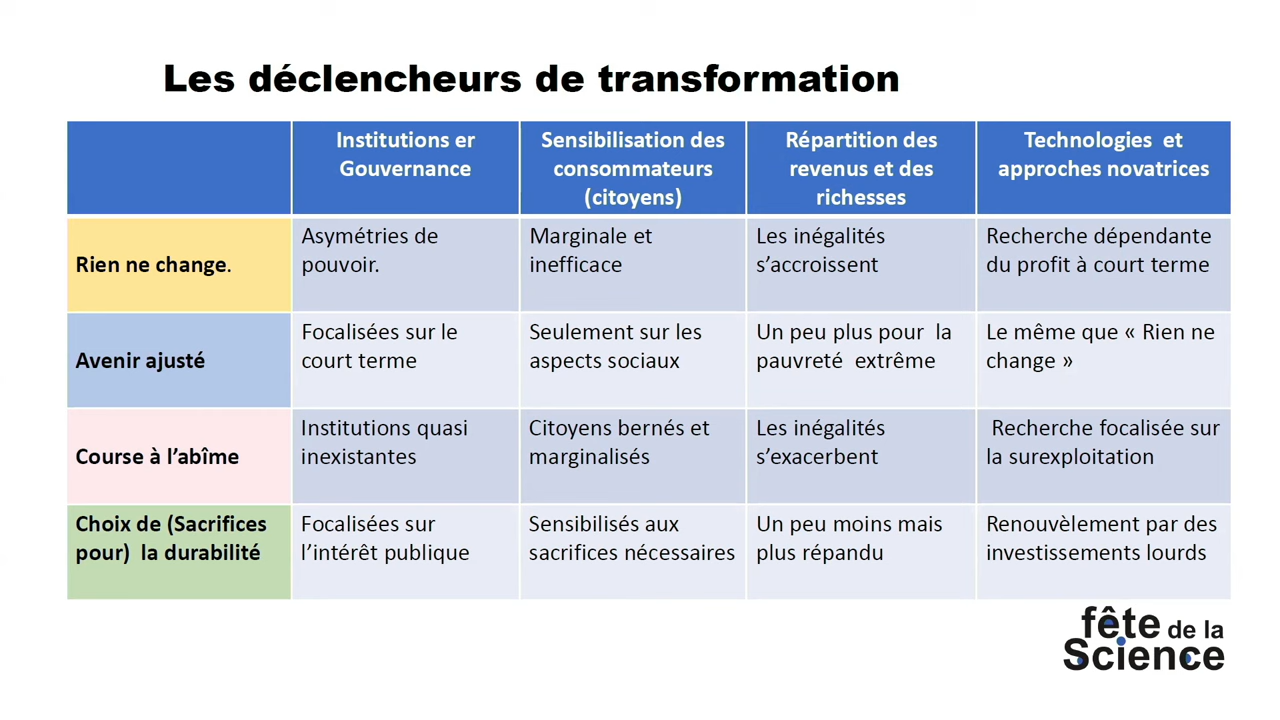 Les déclencheurs de transformation
Institutions er
Gouvernance
Sensibilisation des
consommateurs
(citoyens)
Répartition des
revenus et des
richesses
Technologies et
approches novatrices
Rien ne change.
Asymétries de
pouvoir.
Marginale et
inefficace
Les inégalités
s’accroissent
Recherche dépendante
du profit à court terme
Avenir ajusté
Focalisées sur le
court terme
Seulement sur les
aspects sociaux
Un peu plus pour la
pauvreté extrême
Le même que « Rien ne
change »
Course à l’abîme
Institutions quasi
inexistantes
Citoyens bernés et
marginalisés
Les inégalités
s’exacerbent
Recherche focalisée sur
la surexploitation
Choix de (Sacrifices
pour) la durabilité
Focalisées sur
l’intérêt publique
Sensibilisés aux
sacrifices nécessaires
Un peu moins mais
plus répandu
Renouvèlement par des
investissements lourds
fête de la
Science